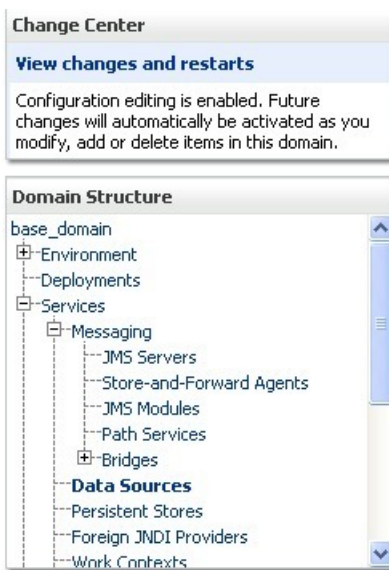 Change Center
View changes and restarts
Configuration editing is enabled. Future
changes will automatically be activated as you
modify, add or delete items in this domain.
Domain Structure
base_domain
Environment
Deployments
Services
Messaging
JMS Servers
Store-and-Forward Agents
JMS Modules
Path Services
Bridges
Data Sources
Persistent Stores
Foreign JNDI Providers
Work Contexts